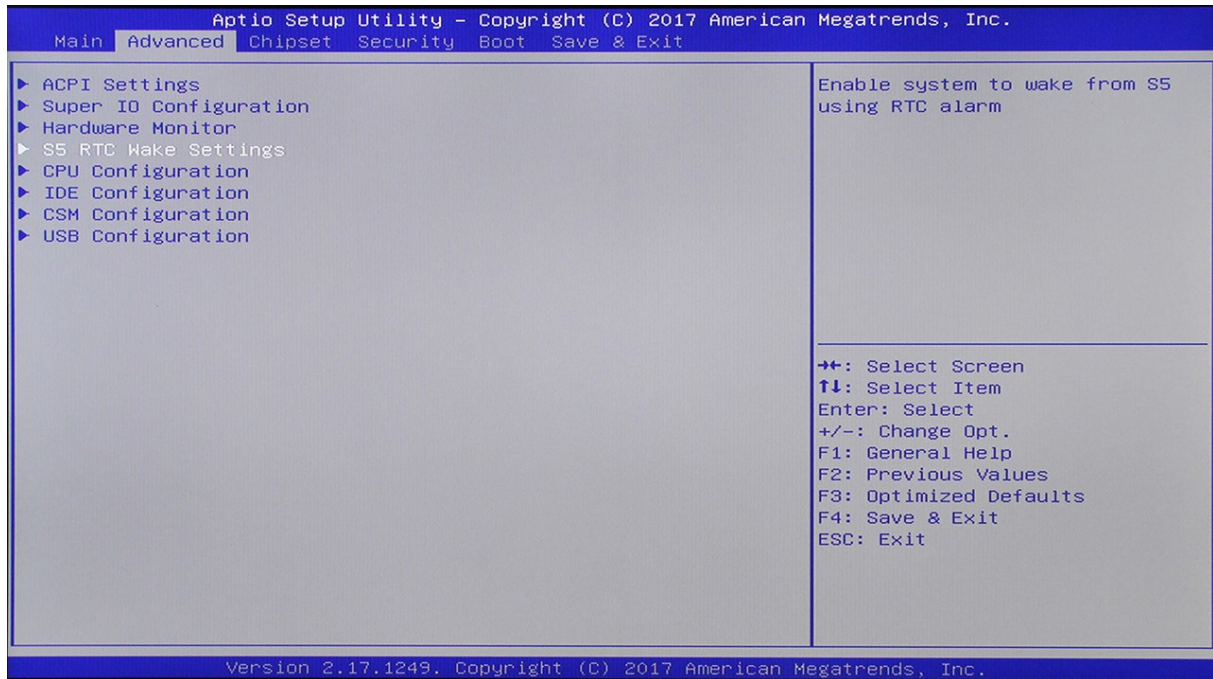 Aptio Setup Utility – Copyright (C) 2017 American Megatrends, Inc.
Main Advanced Chipset Security Boot Save & Exit
► ACPI Settings
► Super IO Configuration
► Hardware Monitor
► S5 RTC Wake Settings
► CPU Configuration
► IDE Configuration
► CSM Configuration
► USB Configuration
Enable system to wake from S5
using RTC alarm
→←: Select Screen
↑↓: Select Item
Enter: Select
+/-: Change Opt.
F1: General Help
F2: Previous Values
F3: Optimized Defaults
F4: Save & Exit
ESC: Exit
Version 2.17.1249. Copyright (C) 2017 American Megatrends, Inc.